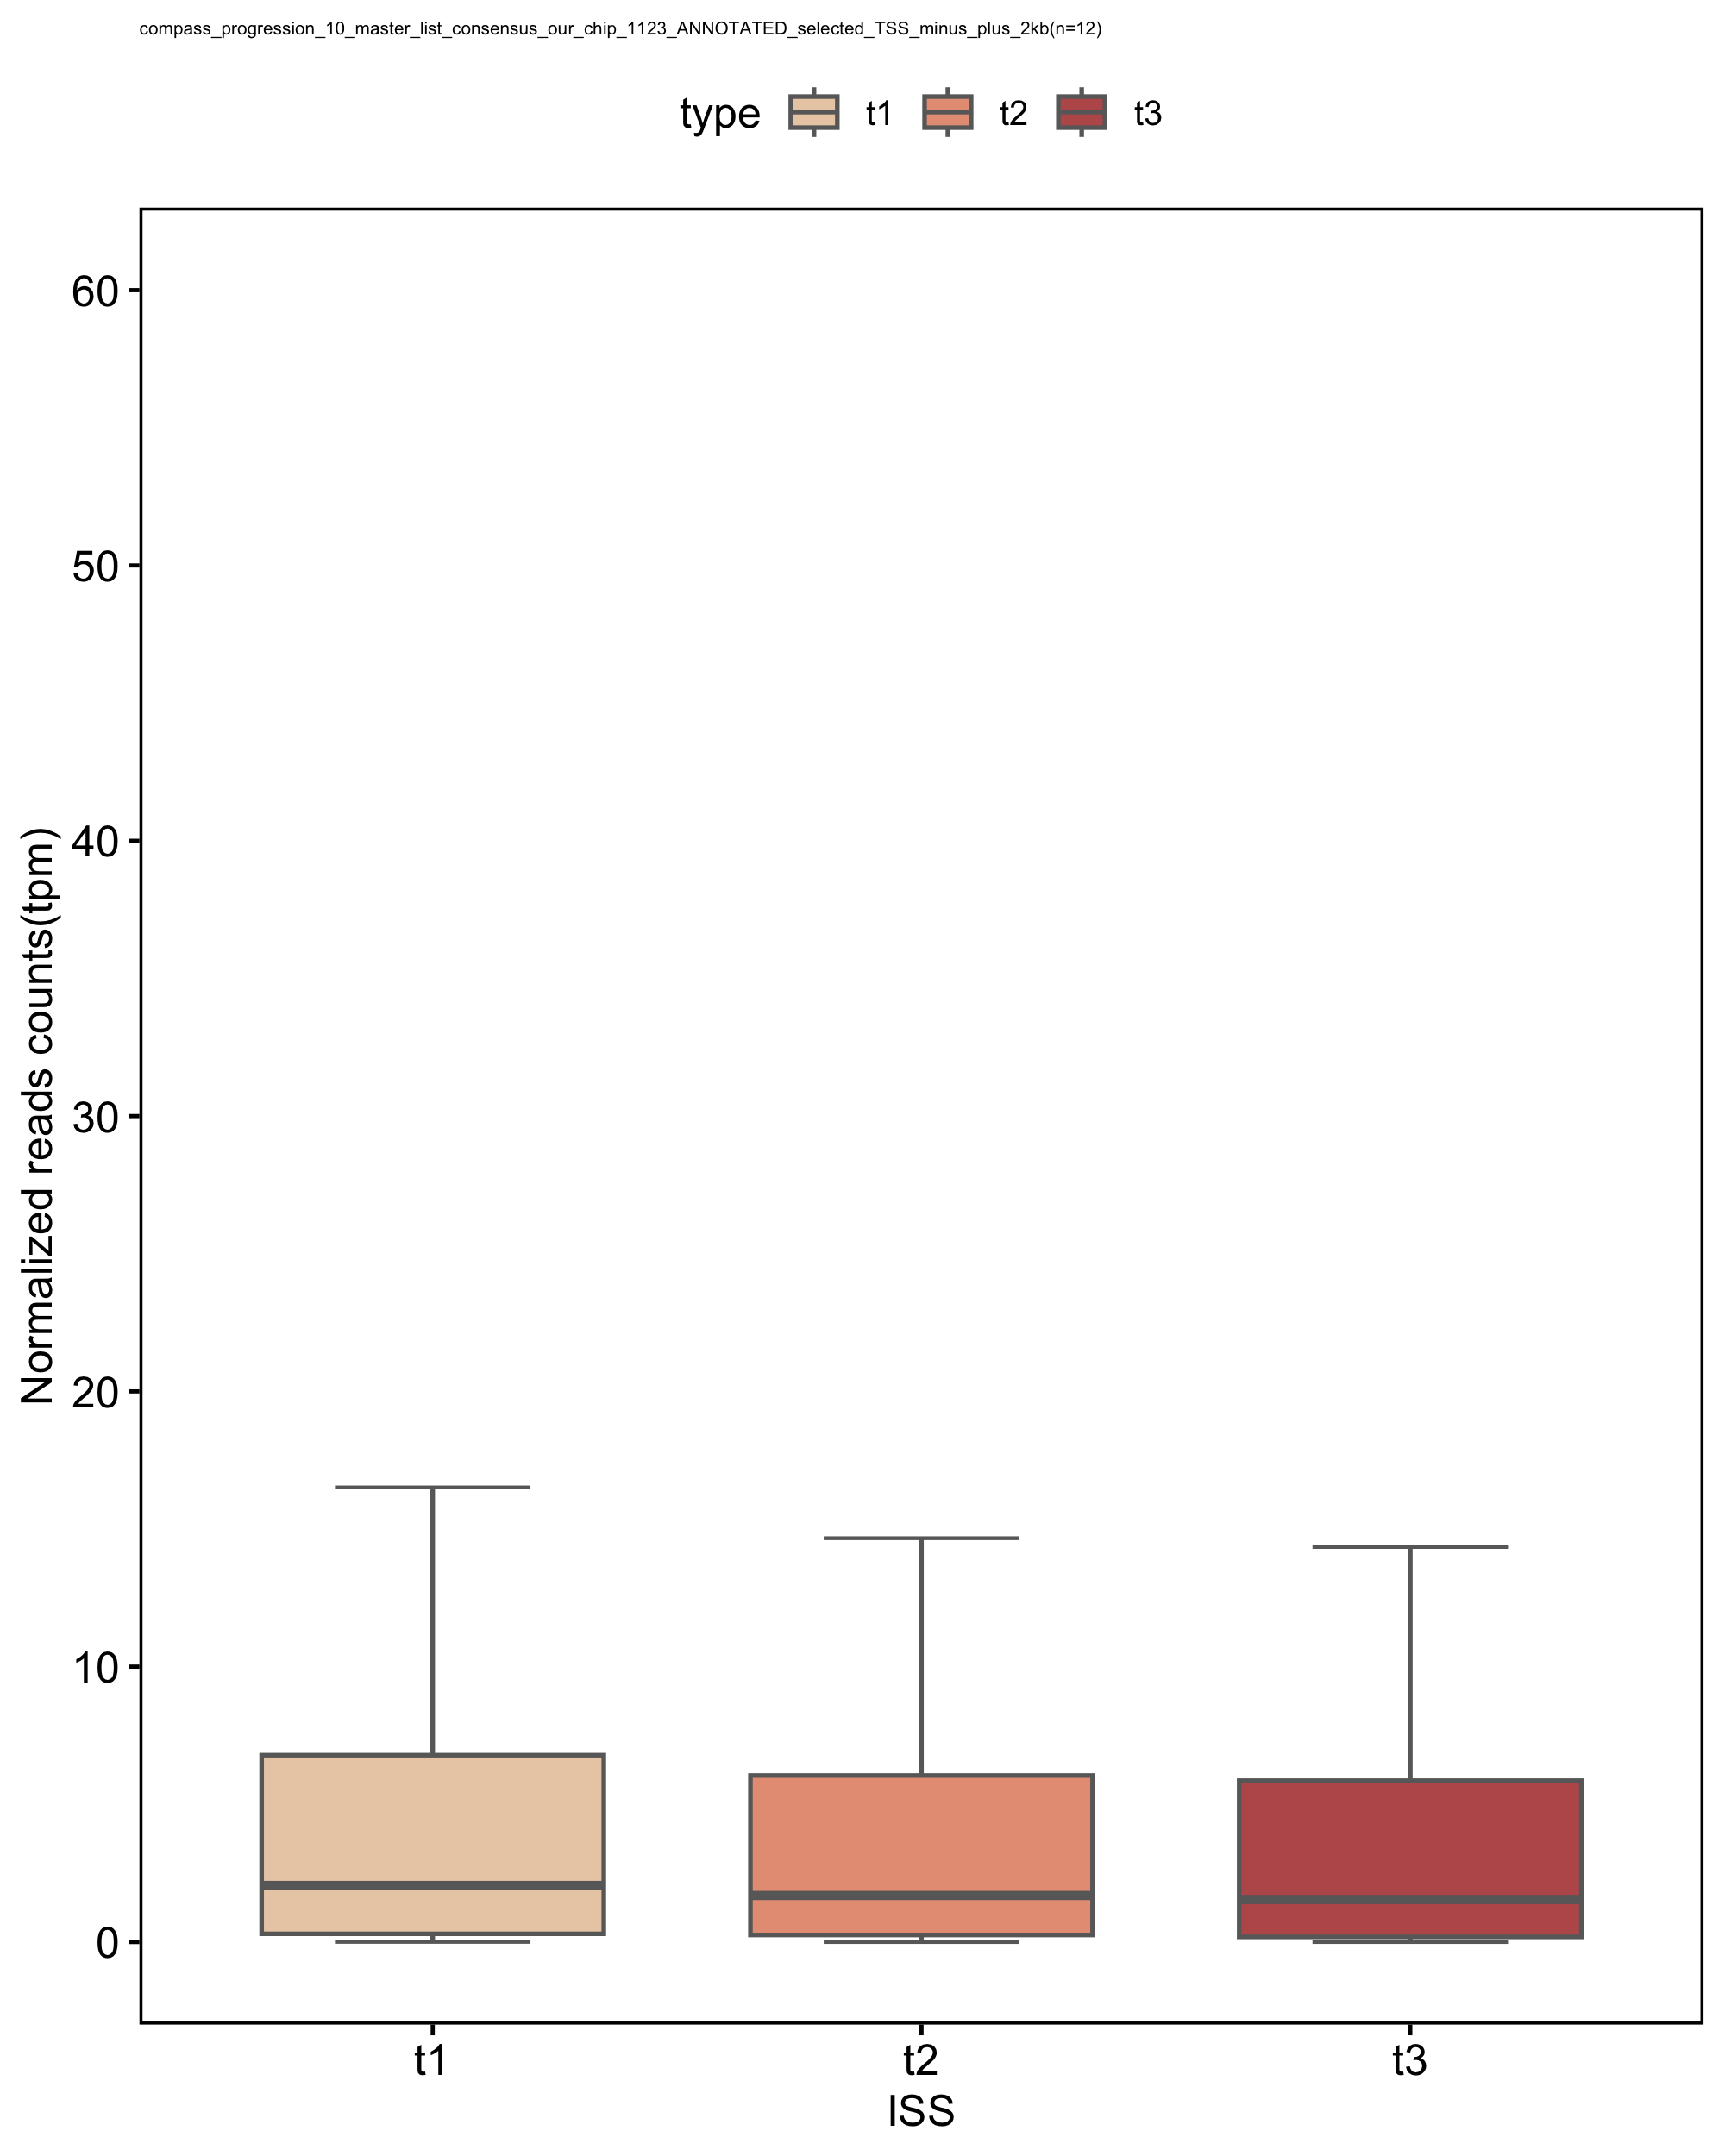 compass_progression_10_master_list_consensus_our_chip_1123_ANNOTATED_selected_TSS_minus_plus_2kb(n=12)
type t1 t2 t3
Normalized reads counts(tpm)
60
50
40
30
20
10
0
t1 t2 t3
ISS